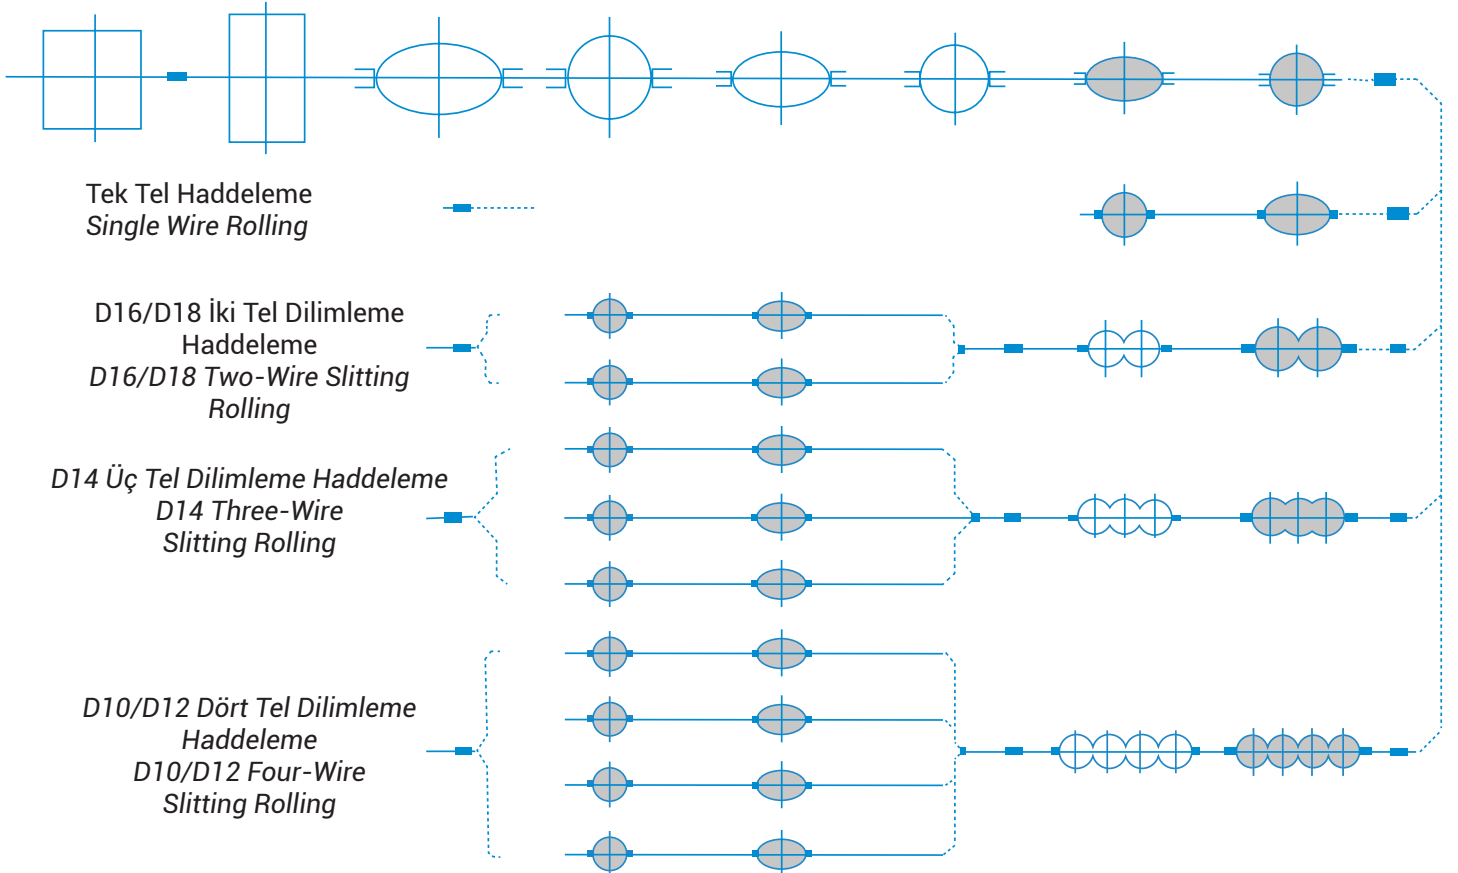 Tek Tel Haddeleme
Single Wire Rolling
D16/D18 İki Tel Dilimleme
Haddeleme
D16/D18 Two-Wire Slitting
Rolling
D14 Üç Tel Dilimleme Haddeleme
D14 Three-Wire
Slitting Rolling
D10/D12 Dört Tel Dilimleme
Haddeleme
D10/D12 Four-Wire
Slitting Rolling